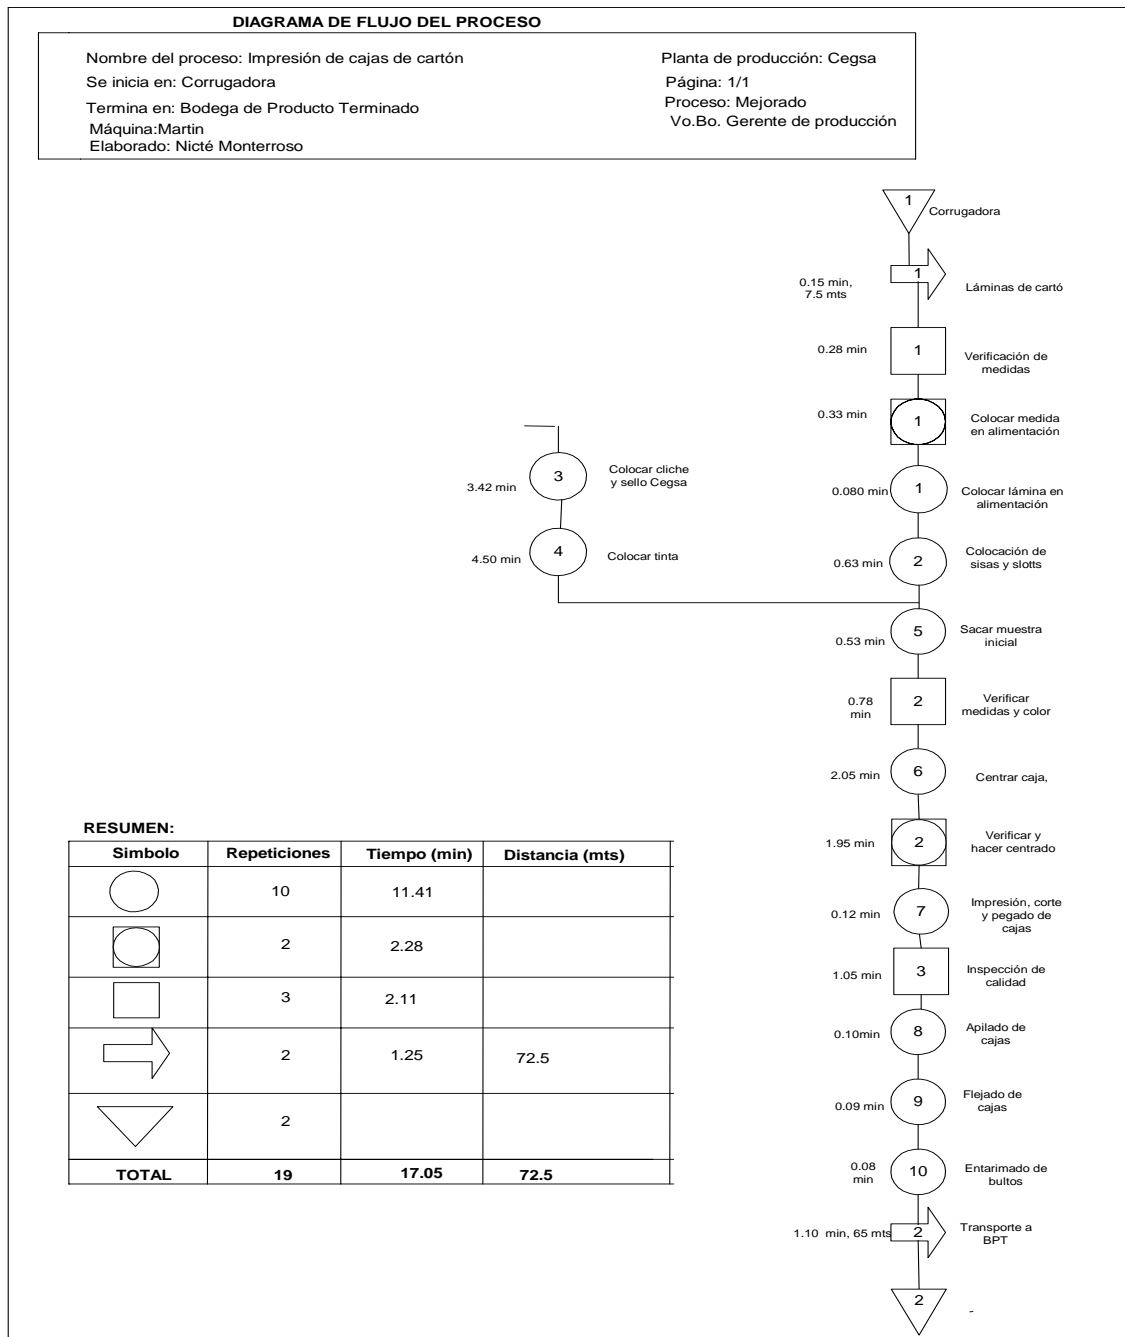 DIAGRAMA DE FLUJO DEL PROCESO
Nombre del proceso: Impresión de cajas de cartón
Planta de producción: Cegsa
Se inicia en: Corrugadora
Página: 1/1
Termina en: Bodega de Producto Terminado
Proceso: Mejorado
Máquina:Martin
Vo.Bo. Gerente de producción
Elaborado: Nicté Monterroso
1
Corrugadora
0.15 min,
7.5 mts
1
Láminas de cartó
0.28 min
1
Verificación de
medidas
0.33 min
1
Colocar medida
en alimentación
3.42 min
3
Colocar cliche
y sello Cegsa
0.080 min
1
Colocar lámina en
alimentación
4.50 min
4
Colocar tinta
0.63 min
2
Colocación de
sisas y slotts
0.53 min
5
Sacar muestra
inicial
0.78
min
2
Verificar
medidas y color
2.05 min
6
Centrar caja,
1.95 min
2
Verificar y
hacer centrado
0.12 min
7
Impresión, corte
y pegado de
cajas
1.05 min
3
Inspección de
calidad
0.10min
8
Apilado de
cajas
0.09 min
9
Flejado de
cajas
0.08
min
10
Entarimado de
bultos
1.10 min, 65 mts
2
Transporte a
BPT
2
-
RESUMEN:
Simbolo Repeticiones Tiempo (min) Distancia (mts)
10 11.41
2 2.28
3 2.11
2 1.25 72.5
2
TOTAL 19 17.05 72.5